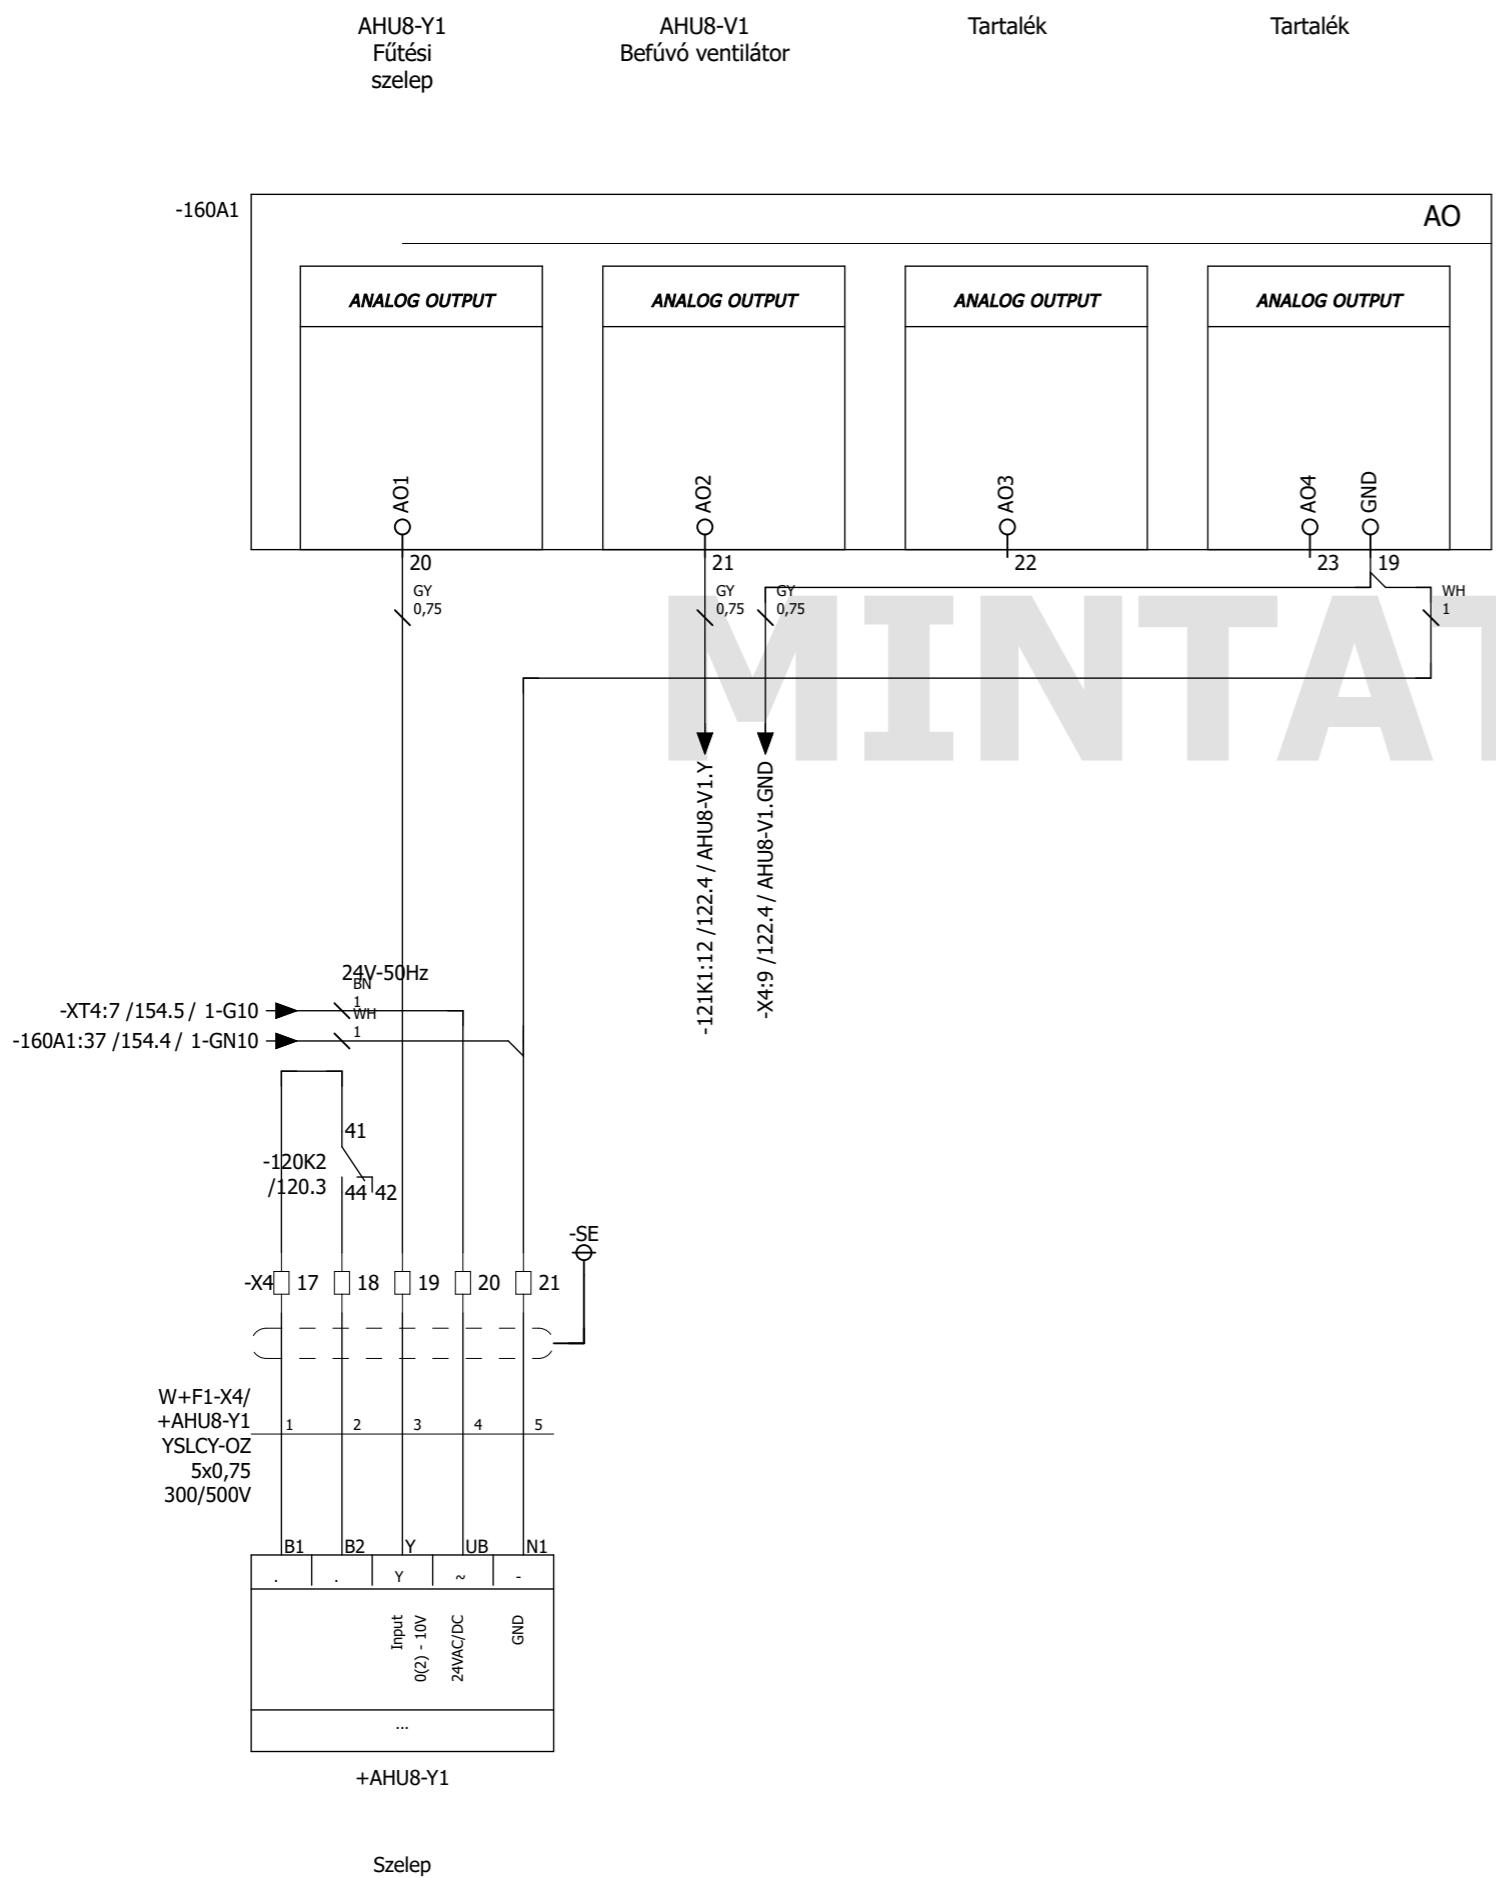 AHU8-Y1
Fűtési
szelep
AHU8-V1
Befúvó ventilátor
Tartalék
Tartalék
-160A1
AO
ANALOG OUTPUT
ANALOG OUTPUT
ANALOG OUTPUT
ANALOG OUTPUT
AO1
AO2
AO3
AO4
GND
20
21
22
23
19
GY
0,75
GY
0,75
GY
0,75
WH
1
MINTAT
-121K1:12 /122.4 / AHU8-V1.Y
-X4:9 /122.4 / AHU8-V1.GND
24V-50Hz
BN
1
-XT4:7 /154.5 / 1-G10
WH
1
-160A1:37 /154.4 / 1-GN10
41
-120K2
/120.3
44 42
-SE
-X4 17 18 19 20 21
W+F1-X4/
+AHU8-Y1
YSLCY-OZ
5x0,75
300/500V
1 2 3 4 5
B1 B2 Y UB N1
. . Y ~ -
Input
0(2) - 10V
24VAC/DC
GND
...
+AHU8-Y1
Szelep